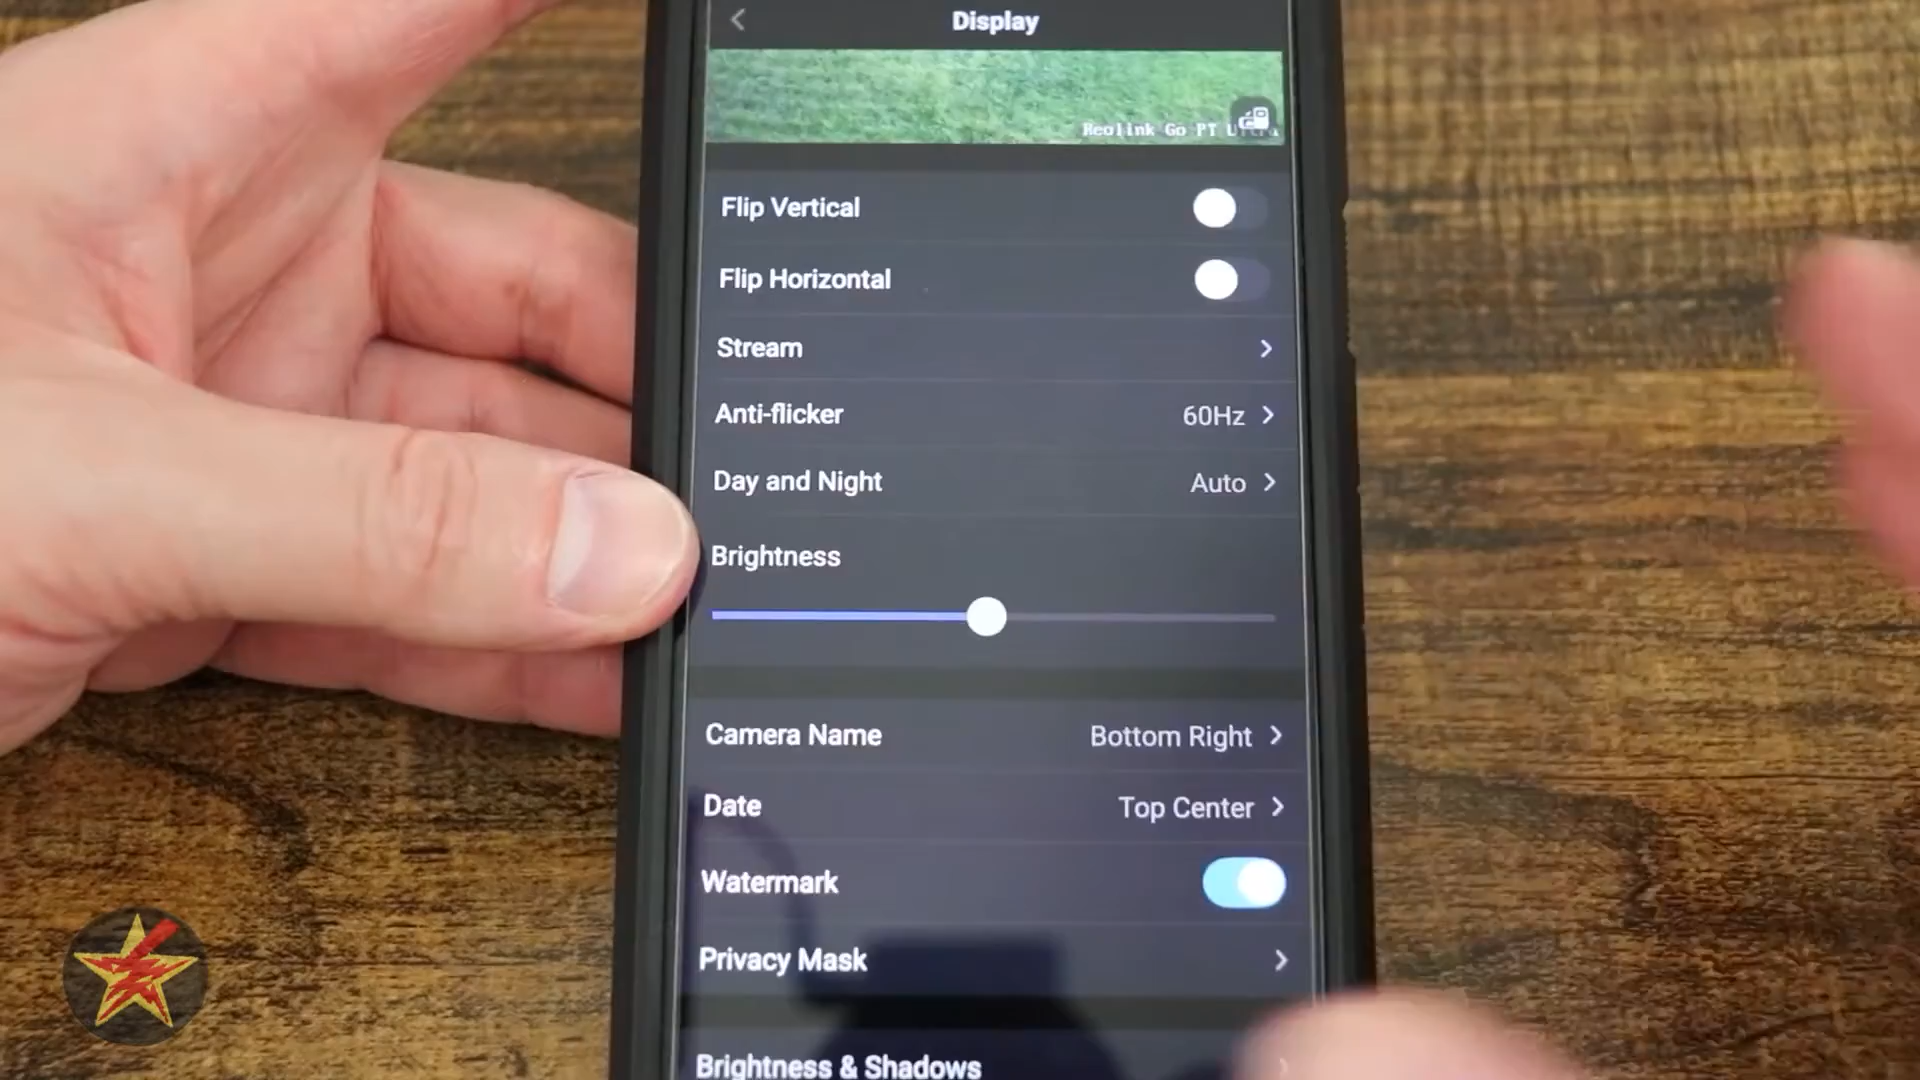 Display
Reolink Go PT Ultra
Flip Vertical
Flip Horizontal
Stream
Anti-flicker 60Hz
Day and Night Auto
Brightness
Camera Name Bottom Right
Date Top Center
Watermark
Privacy Mask
Brightness & Shadows